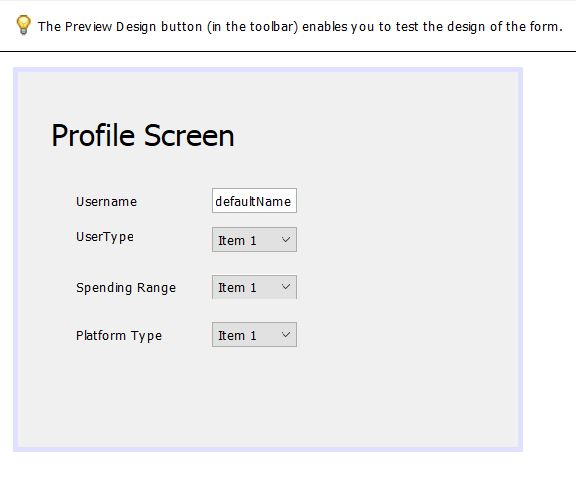 The Preview Design button (in the toolbar) enables you to test the design of the form.
Profile Screen
Username defaultName
UserType Item 1
Spending Range Item 1
Platform Type Item 1